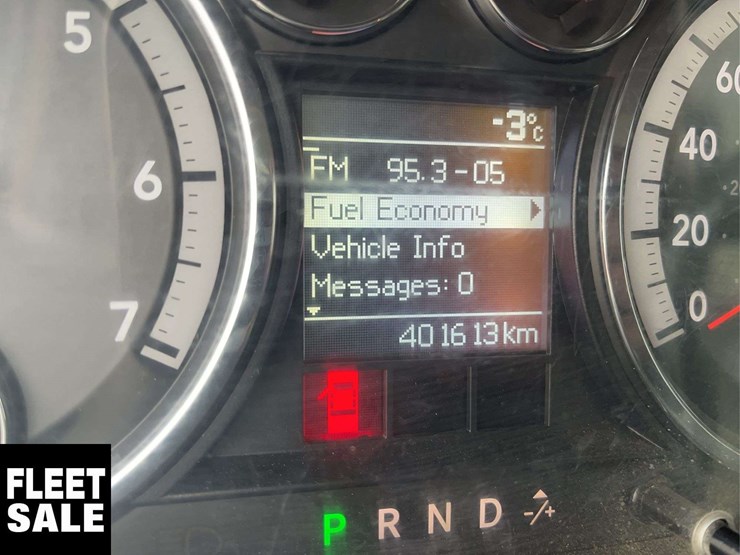 5
6
7
-3°C
FM 95.3-05
Fuel Economy
Vehicle Info
Messages: 0
401613km
60
40
20
0
P R N D -/+
FLEET
SALE